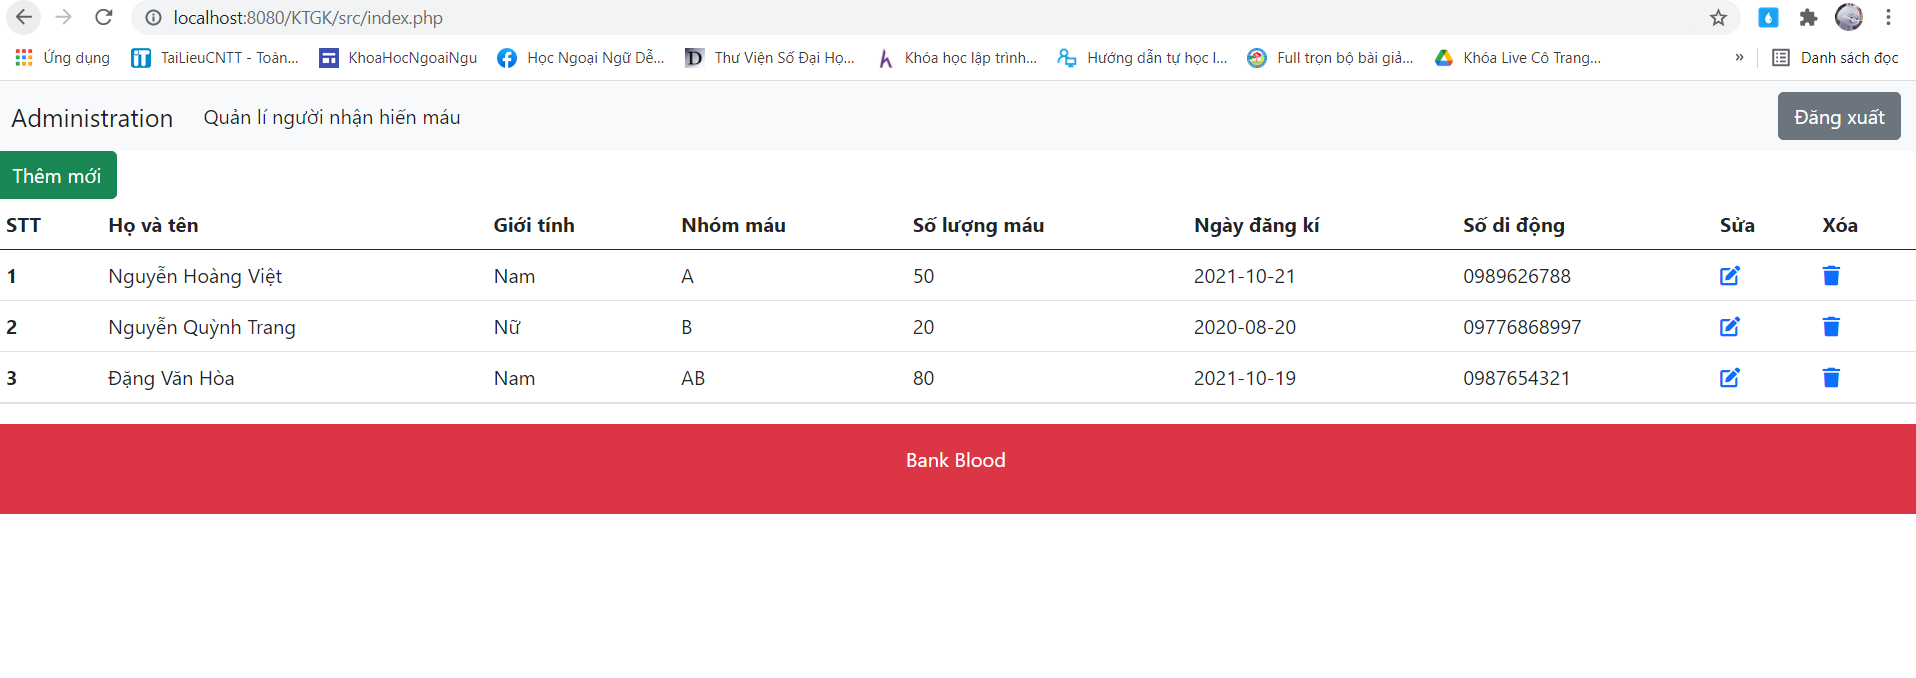 localhost:8080/KTGK/src/index.php
Ứng dụng TaiLieuCNTT - Toàn... KhoaHocNgoaiNgu Học Ngoại Ngữ Dễ... Thư Viện Số Đại Họ... Khóa học lập trình... Hướng dẫn tự học l... Full trọn bộ bài giả... Khóa Live Cô Trang... » Danh sách đọc
Administration Quản lí người nhận hiến máu Đăng xuất
Thêm mới
STT Họ và tên Giới tính Nhóm máu Số lượng máu Ngày đăng kí Số di động Sửa Xóa
1 Nguyễn Hoàng Việt Nam A 50 2021-10-21 0989626788
2 Nguyễn Quỳnh Trang Nữ B 20 2020-08-20 09776868997
3 Đặng Văn Hòa Nam AB 80 2021-10-19 0987654321
Bank Blood